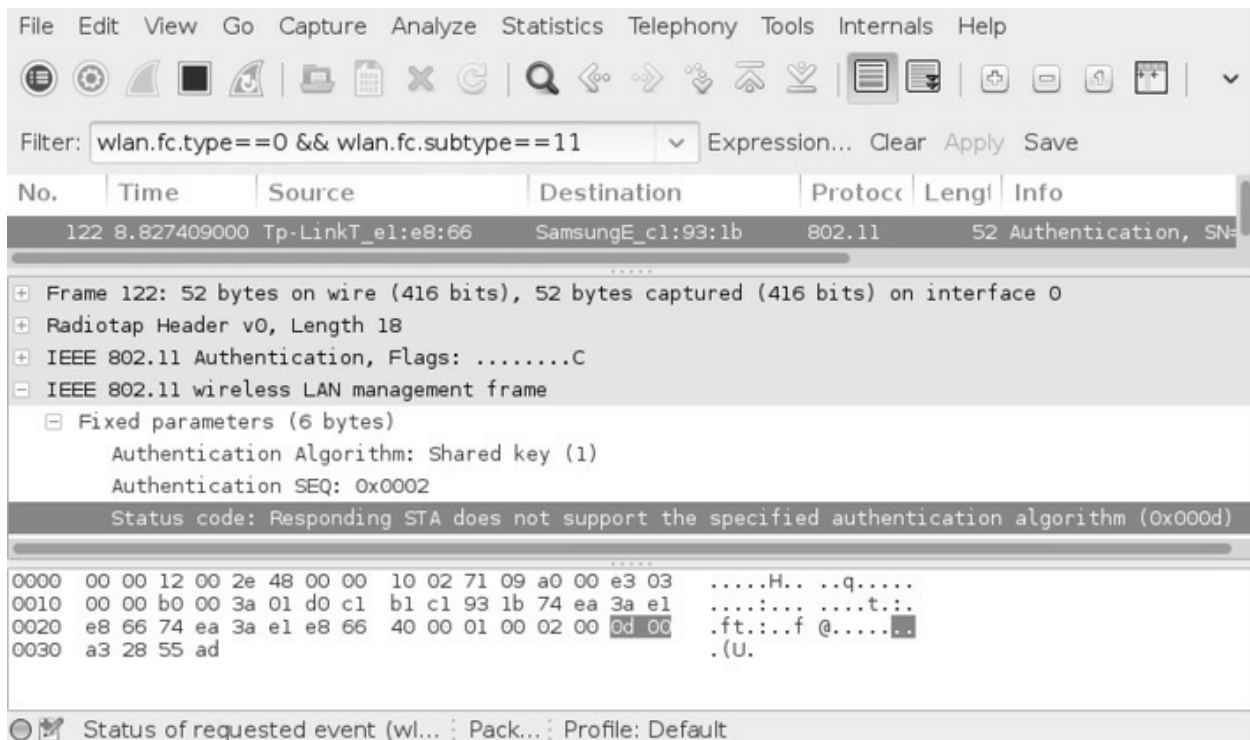 File Edit View Go Capture Analyze Statistics Telephony Tools Internals Help
Filter: wlan.fc.type==0 && wlan.fc.subtype==11 Expression... Clear Apply Save
No. Time Source Destination Protocc Lengt Info
122 8.827409000 Tp-LinkT_e1:e8:66 SamsungE_c1:93:1b 802.11 52 Authentication, SN=
Frame 122: 52 bytes on wire (416 bits), 52 bytes captured (416 bits) on interface 0
Radiotap Header v0, Length 18
IEEE 802.11 Authentication, Flags: ........C
IEEE 802.11 wireless LAN management frame
Fixed parameters (6 bytes)
Authentication Algorithm: Shared key (1)
Authentication SEQ: 0x0002
Status code: Responding STA does not support the specified authentication algorithm (0x000d)
0000 00 00 12 00 2e 48 00 00 10 02 71 09 a0 00 e3 03 .....H.. ..q.....
0010 00 00 b0 00 3a 01 d0 c1 b1 c1 93 1b 74 ea 3a e1 ....:... ....t.:.
0020 e8 66 74 ea 3a e1 e8 66 40 00 01 00 02 00 0d 00 .ft.:..f @.......
0030 a3 28 55 ad .(U.
Status of requested event (wl... Pack... Profile: Default